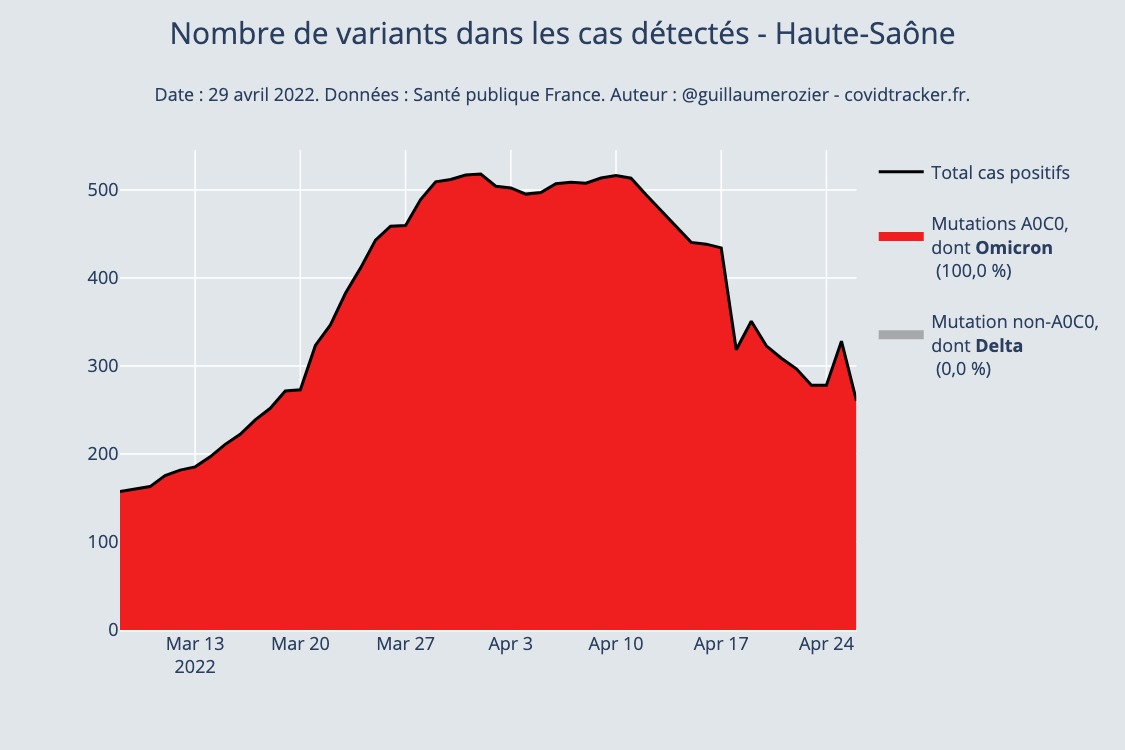 Nombre de variants dans les cas détectés - Haute-Saône
Date : 29 avril 2022. Données : Santé publique France. Auteur : @guillaumerozier - covidtracker.fr.
500
400
300
200
100
0
Mar 13
2022
Mar 20
Mar 27
Apr 3
Apr 10
Apr 17
Apr 24
Total cas positifs
Mutations A0C0,
dont Omicron
(100,0 %)
Mutation non-A0C0,
dont Delta
(0,0 %)